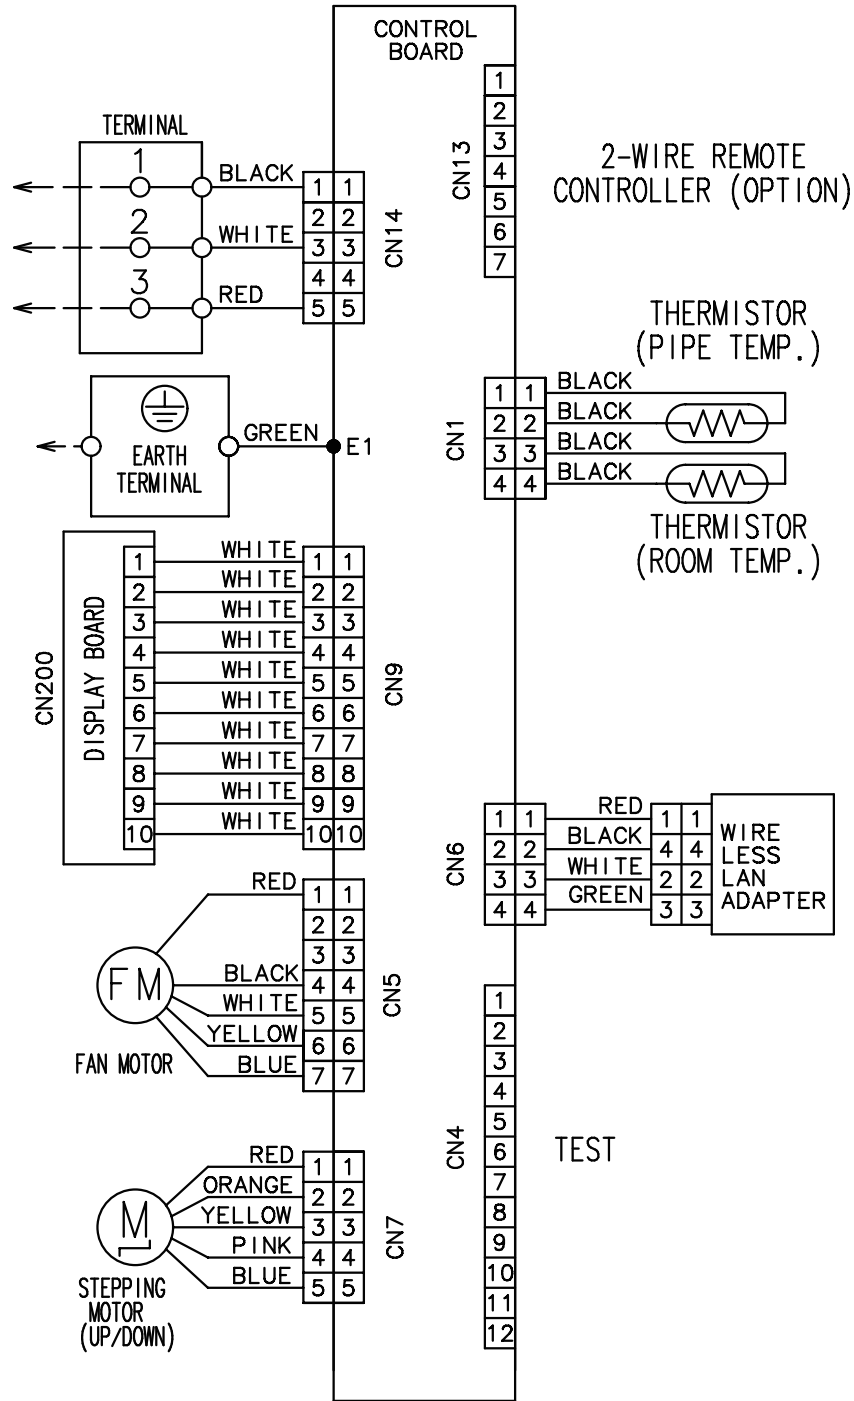 CONTROL
BOARD
TERMINAL
1
BLACK
2
WHITE
3
RED
1 1
2 2
3 3
4 4
5 5
CN14
1
2
3
4
5
6
7
CN13
2-WIRE REMOTE
CONTROLLER (OPTION)
EARTH
TERMINAL
GREEN
E1
THERMISTOR
(PIPE TEMP.)
CN1
1 1 BLACK
2 2 BLACK
3 3 BLACK
4 4 BLACK
THERMISTOR
(ROOM TEMP.)
CN200
DISPLAY BOARD
1 WHITE 1 1
2 WHITE 2 2
3 WHITE 3 3
4 WHITE 4 4
5 WHITE 5 5
6 WHITE 6 6
7 WHITE 7 7
8 WHITE 8 8
9 WHITE 9 9
10 WHITE 10 10
CN9
CN6
1 1 RED 1 1
2 2 BLACK 4 4
3 3 WHITE 2 2
4 4 GREEN 3 3
WIRE
LESS
LAN
ADAPTER
FM
FAN MOTOR
RED 1 1
2 2
3 3
BLACK 4 4
WHITE 5 5
YELLOW 6 6
BLUE 7 7
CN5
CN4
1
2
3
4
5
6
7
8
9
10
11
12
TEST
M
STEPPING
MOTOR
(UP/DOWN)
RED 1 1
ORANGE 2 2
YELLOW 3 3
PINK 4 4
BLUE 5 5
CN7